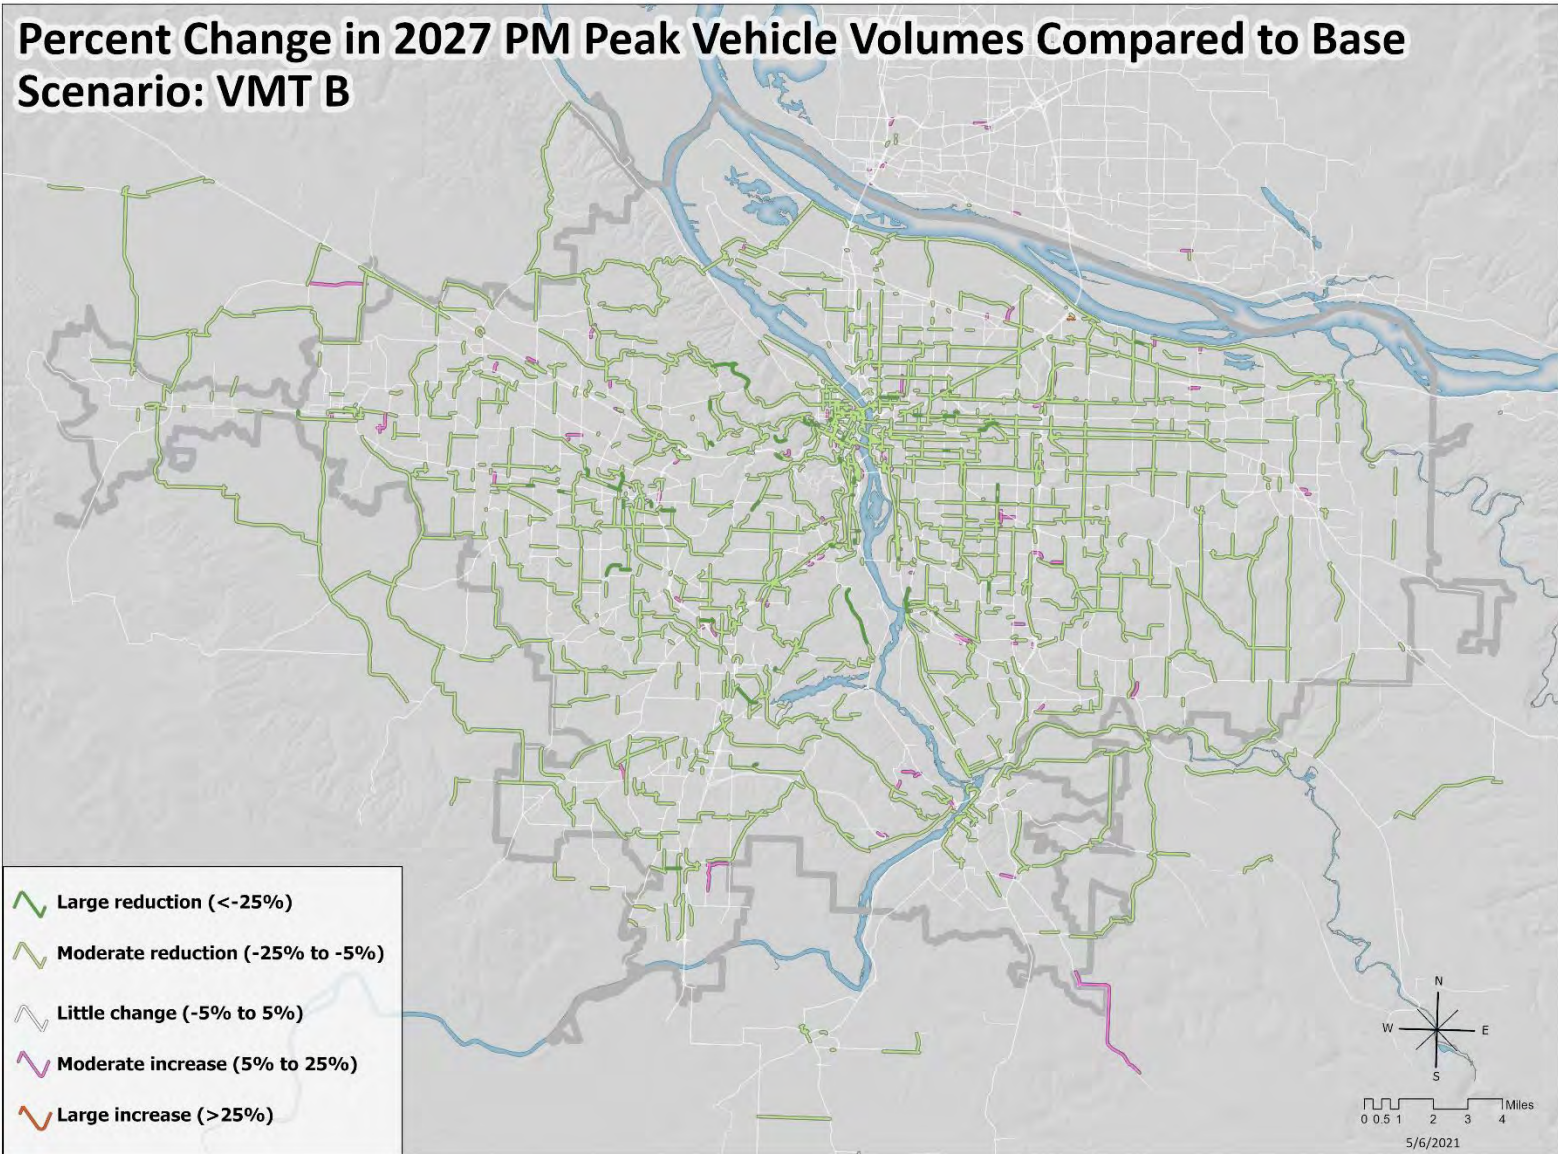 Percent Change in 2027 PM Peak Vehicle Volumes Compared to Base
Scenario: VMT B
Large reduction (<-25%)
Moderate reduction (-25% to -5%)
Little change (-5% to 5%)
Moderate increase (5% to 25%)
Large increase (>25%)
N
W E
S
Miles
0 0.5 1 2 3 4
5/6/2021